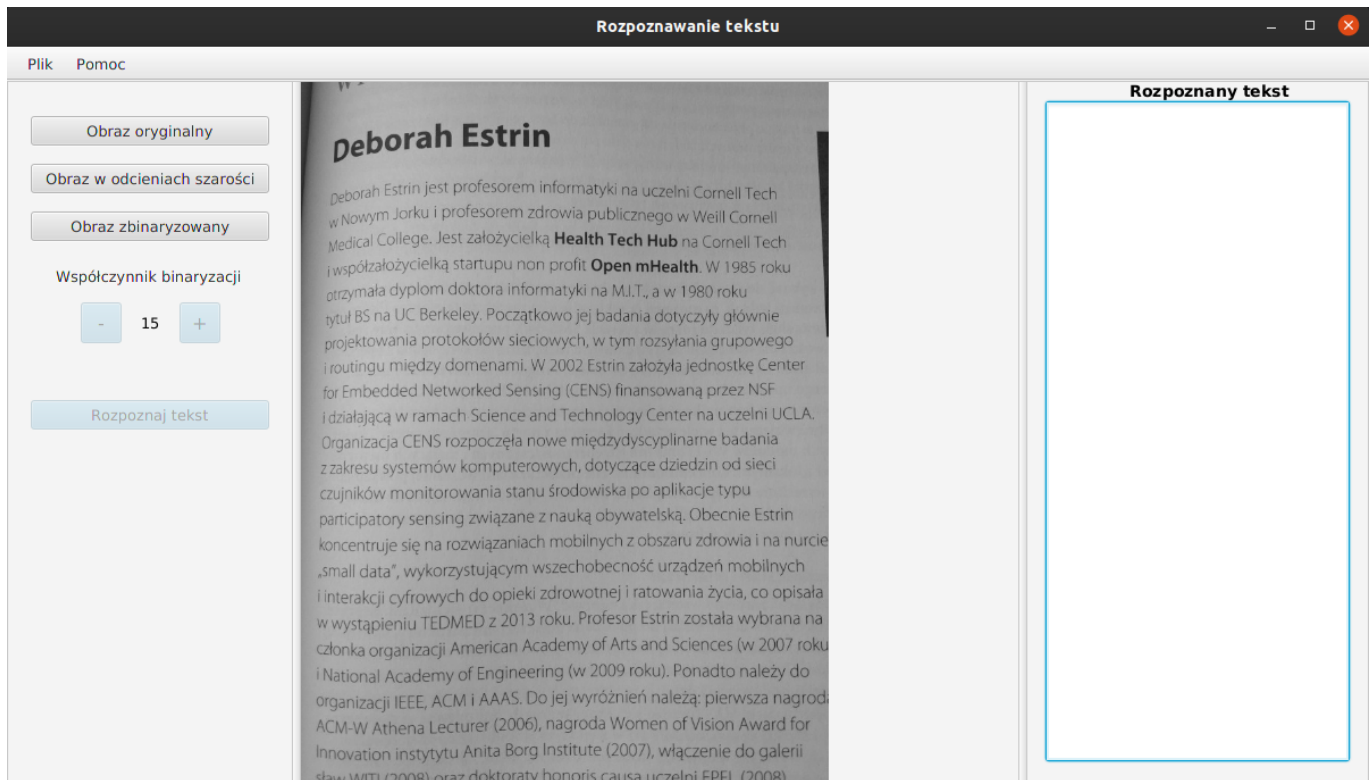 Rozpoznawanie tekstu
Plik Pomoc
Obraz oryginalny
Obraz w odcieniach szarości
Obraz zbinaryzowany
Współczynnik binaryzacji
- 15 +
Rozpoznaj tekst
Deborah Estrin
Deborah Estrin jest profesorem informatyki na uczelni Cornell Tech
w Nowym Jorku i profesorem zdrowia publicznego w Weill Cornell
Medical College. Jest założycielką Health Tech Hub na Cornell Tech
i współzałożycielką startupu non profit Open mHealth. W 1985 roku
otrzymała dyplom doktora informatyki na M.I.T., a w 1980 roku
tytuł BS na UC Berkeley. Początkowo jej badania dotyczyły głównie
projektowania protokołów sieciowych, w tym rozsyłania grupowego
i routingu między domenami. W 2002 Estrin założyła jednostkę Center
for Embedded Networked Sensing (CENS) finansowaną przez NSF
i działającą w ramach Science and Technology Center na uczelni UCLA.
Organizacja CENS rozpoczęła nowe międzydyscyplinarne badania
z zakresu systemów komputerowych, dotyczące dziedzin od sieci
czujników monitorowania stanu środowiska po aplikacje typu
participatory sensing związane z nauką obywatelską. Obecnie Estrin
koncentruje się na rozwiązaniach mobilnych z obszaru zdrowia i na nurcie
„small data", wykorzystującym wszechobecność urządzeń mobilnych
i interakcji cyfrowych do opieki zdrowotnej i ratowania życia, co opisała
w wystąpieniu TEDMED z 2013 roku. Profesor Estrin została wybrana na
członka organizacji American Academy of Arts and Sciences (w 2007 roku
i National Academy of Engineering (w 2009 roku). Ponadto należy do
organizacji IEEE, ACM i AAAS. Do jej wyróżnień należą: pierwsza nagroda
ACM-W Athena Lecturer (2006), nagroda Women of Vision Award for
Innovation instytytu Anita Borg Institute (2007), włączenie do galerii
sław WITI (2008) oraz doktoraty honoris causa uczelni EPFL (2008)
Rozpoznany tekst